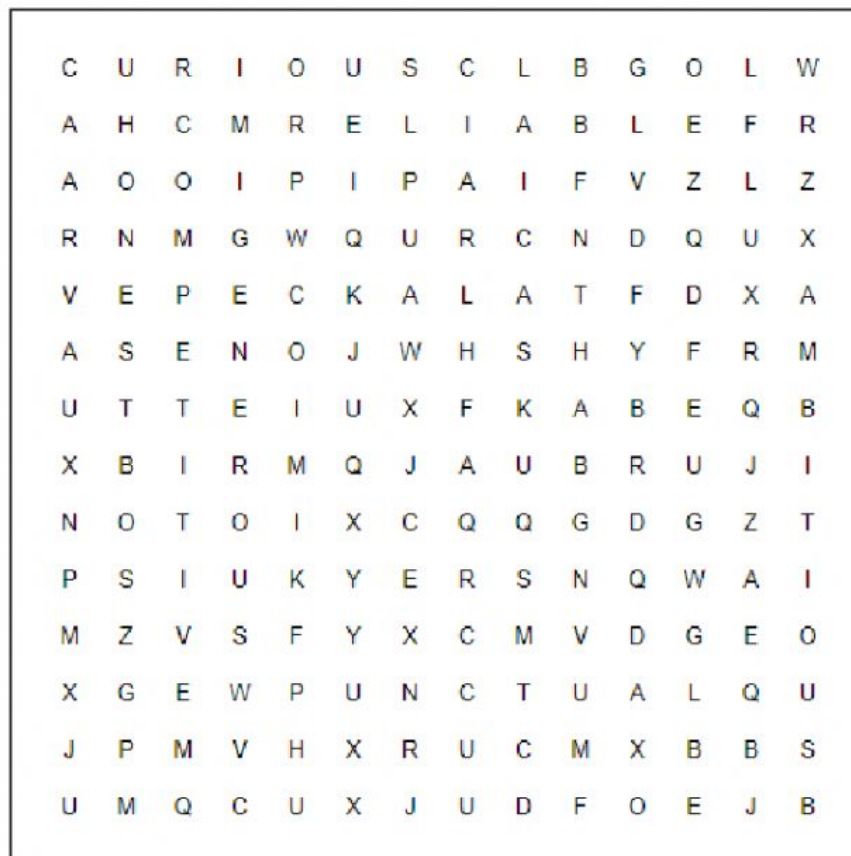 C U R I O U S C L B G O L W
A H C M R E L I A B L E F R
A O O I P I P A I F V Z L Z
R N M G W Q U R C N D Q U X
V E P E C K A L A T F D X A
A S E N O J W H S H Y F R M
U T T E I U X F K A B E Q B
X B I R M Q J A U B R U J I
N O T O I X C Q Q G D G Z T
P S I U K Y E R S N Q W A I
M Z V S F Y X C M V D G E O
X G E W P U N C T U A L Q U
J P M V H X R U C M X B B S
U M Q C U X J U D F O E J B